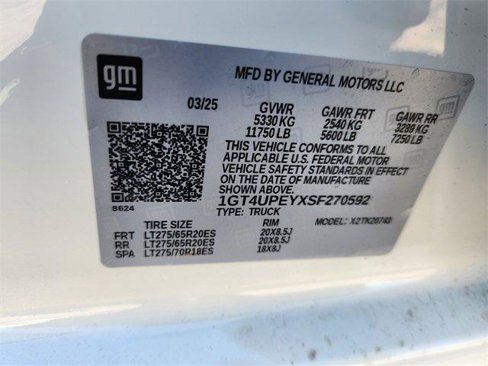 gm
MFD BY GENERAL MOTORS LLC
03/25 GVWR GAWR FRT GAWR RR
5330 KG 2540 KG 3289 KG
11750 LB 5600 LB 7250 LB
THIS VEHICLE CONFORMS TO ALL
APPLICABLE U.S. FEDERAL MOTOR
VEHICLE SAFETY STANDARDS IN EFFECT
ON THE DATE OF MANUFACTURE
SHOWN ABOVE.
8624 1GT4UPEYXSF270592
TYPE: TRUCK MODEL:
TIRE SIZE RIM
FRT LT275/65R20ES 20X8.5J
RR LT275/65R20ES 20X8.5J
SPA LT275/70R18ES 18X8J